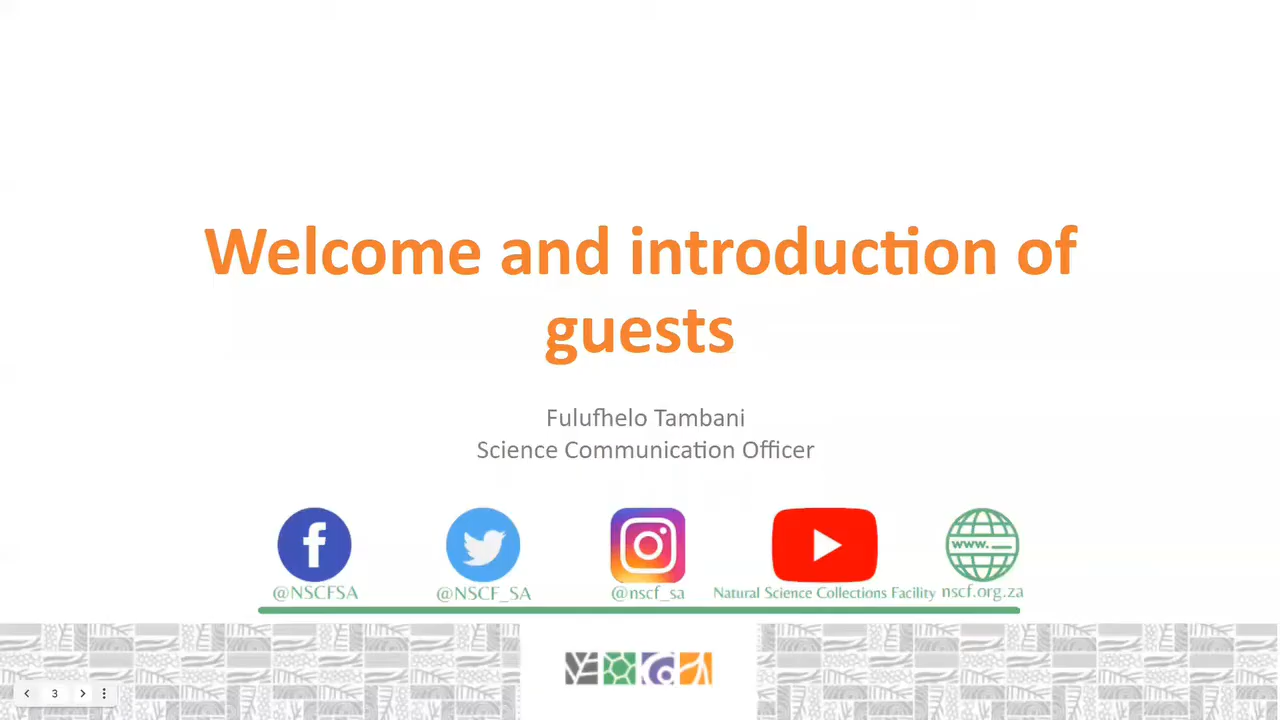 Welcome and introduction of
guests
Fulufhelo Tambani
Science Communication Officer
www.
@NSCFSA
@NSCF_SA
@nscf_sa
Natural Science Collections Facility
nscf.org.za
3